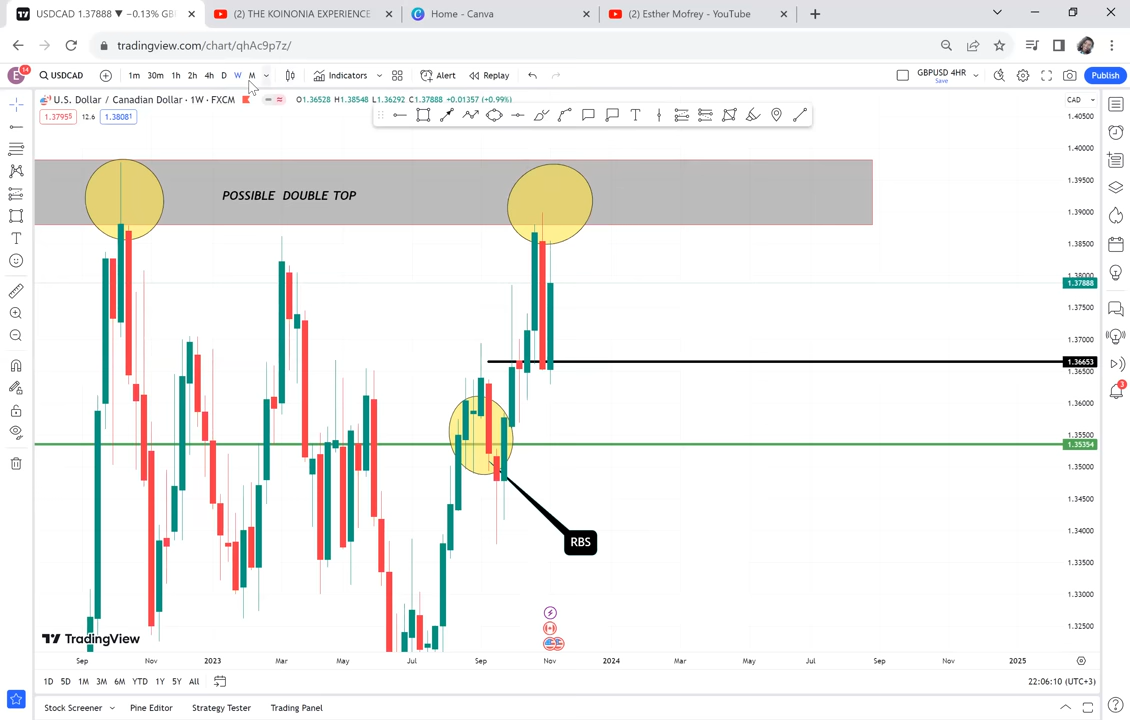 USDCAD 1.37888 ▼ −0.13% GB
(2) THE KOINONIA EXPERIENCE
Home - Canva
(2) Esther Mofrey - YouTube
tradingview.com/chart/qhAc9p7z/
E 14 USDCAD 1m 30m 1h 2h 4h D W M Indicators Alert Replay GBPUSD 4HR Save Publish
U.S. Dollar / Canadian Dollar · 1W · FXCM O1.36528 H1.38548 L1.36292 C1.37888 +0.01357 (+0.99%) CAD
1.37955 12.6 1.38081
1.40500
1.40000
1.39500
POSSIBLE DOUBLE TOP
1.39000
1.38500
1.38000
1.37888
1.37500
1.37000
1.36653
1.36500
1.36000
1.35500
1.35354
1.35000
1.34500
1.34000
RBS
1.33500
1.33000
1.32500
3
TradingView
Sep Nov 2023 Mar May Jul Sep Nov 2024 Mar May Jul Sep Nov 2025
1D 5D 1M 3M 6M YTD 1Y 5Y All 22:06:10 (UTC+3)
Stock Screener Pine Editor Strategy Tester Trading Panel